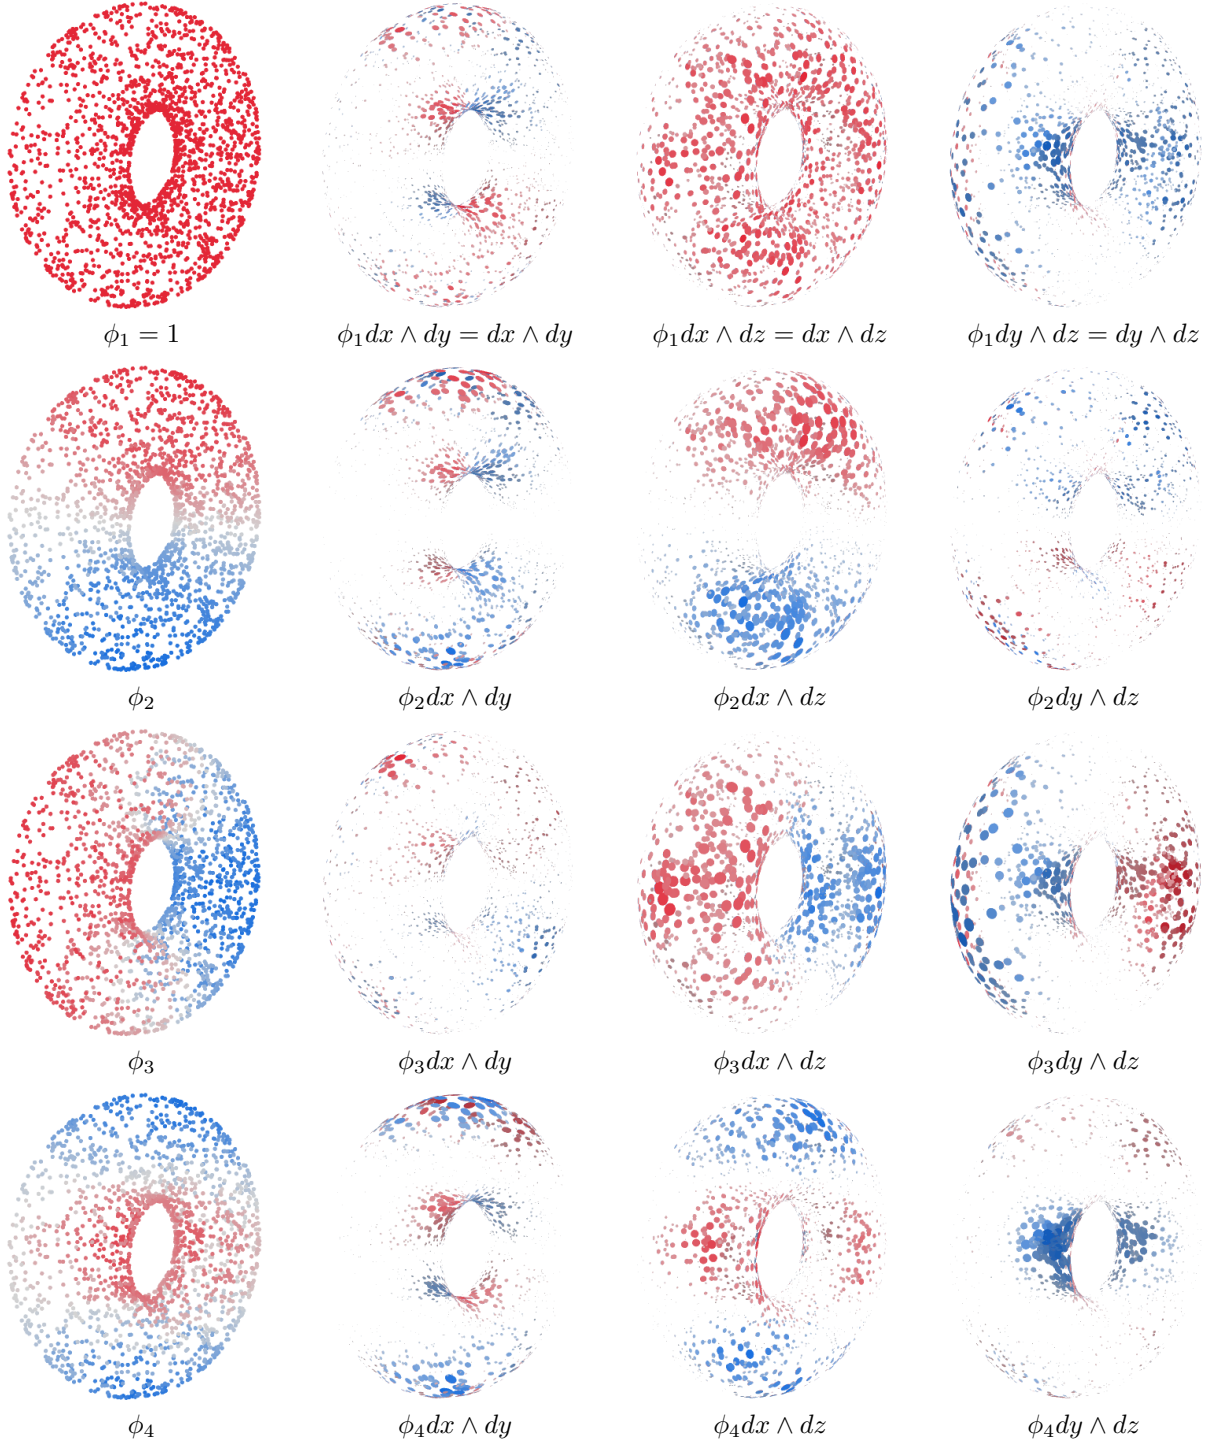 ϕ₁ = 1
ϕ₁dx ∧ dy = dx ∧ dy
ϕ₁dx ∧ dz = dx ∧ dz
ϕ₁dy ∧ dz = dy ∧ dz
ϕ₂
ϕ₂dx ∧ dy
ϕ₂dx ∧ dz
ϕ₂dy ∧ dz
ϕ₃
ϕ₃dx ∧ dy
ϕ₃dx ∧ dz
ϕ₃dy ∧ dz
ϕ₄
ϕ₄dx ∧ dy
ϕ₄dx ∧ dz
ϕ₄dy ∧ dz